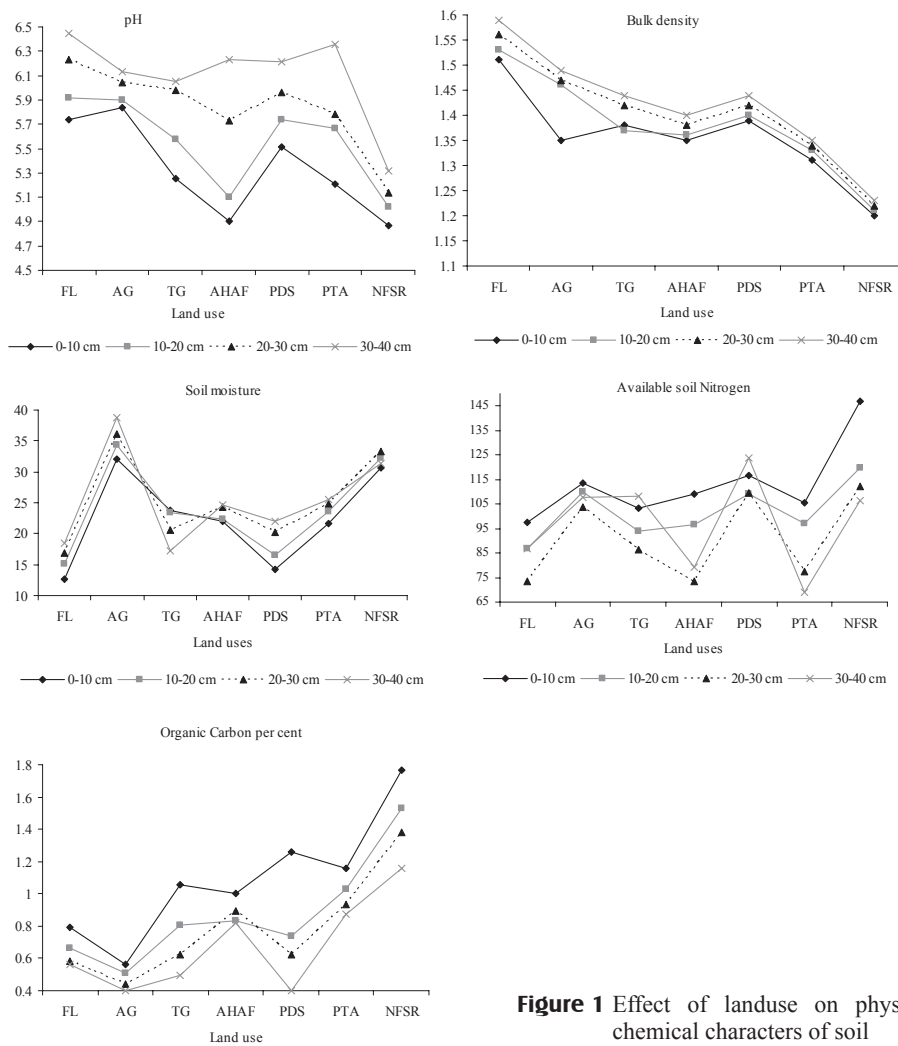 pH
6.5
6.3
6.1
5.9
5.7
5.5
5.3
5.1
4.9
4.7
4.5
FL AG TG AHAF PDS PTA NFSR
Land use
0-10 cm 10-20 cm 20-30 cm 30-40 cm
Bulk density
1.6
1.55
1.5
1.45
1.4
1.35
1.3
1.25
1.2
1.15
1.1
FL AG TG AHAF PDS PTA NFSR
Land use
0-10 cm 10-20 cm 20-30 cm 30-40 cm
Soil moisture
40
35
30
25
20
15
10
FL AG TG AHAF PDS PTA NFSR
Land uses
0-10 cm 10-20 cm 20-30 cm 30-40 cm
Available soil Nitrogen
145
135
125
115
105
95
85
75
65
FL AG TG AHAF PDS PTA NFSR
Land uses
0-10 cm 10-20 cm 20-30 cm 30-40 cm
Organic Carbon per cent
1.8
1.6
1.4
1.2
1
0.8
0.6
0.4
FL AG TG AHAF PDS PTA NFSR
Land use
Figure 1 Effect of landuse on phys
chemical characters of soil